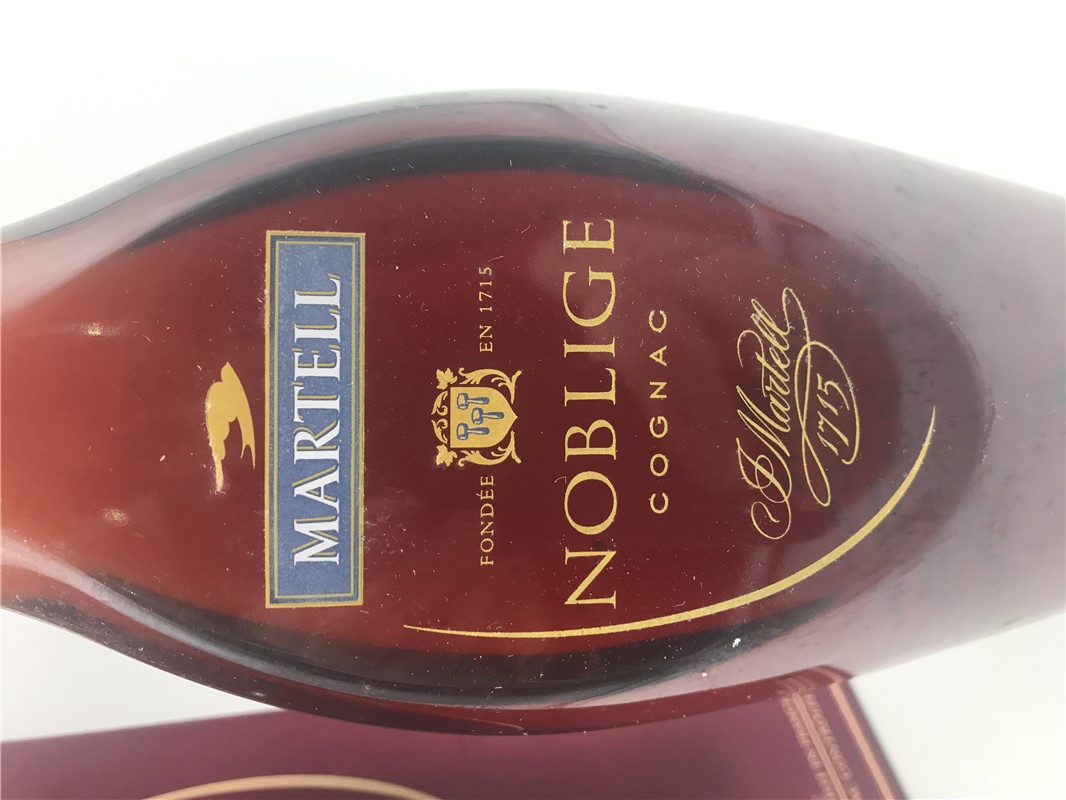 MARTELL
FONDÉE EN 1715
NOBLIGE
COGNAC
J Martell
1715